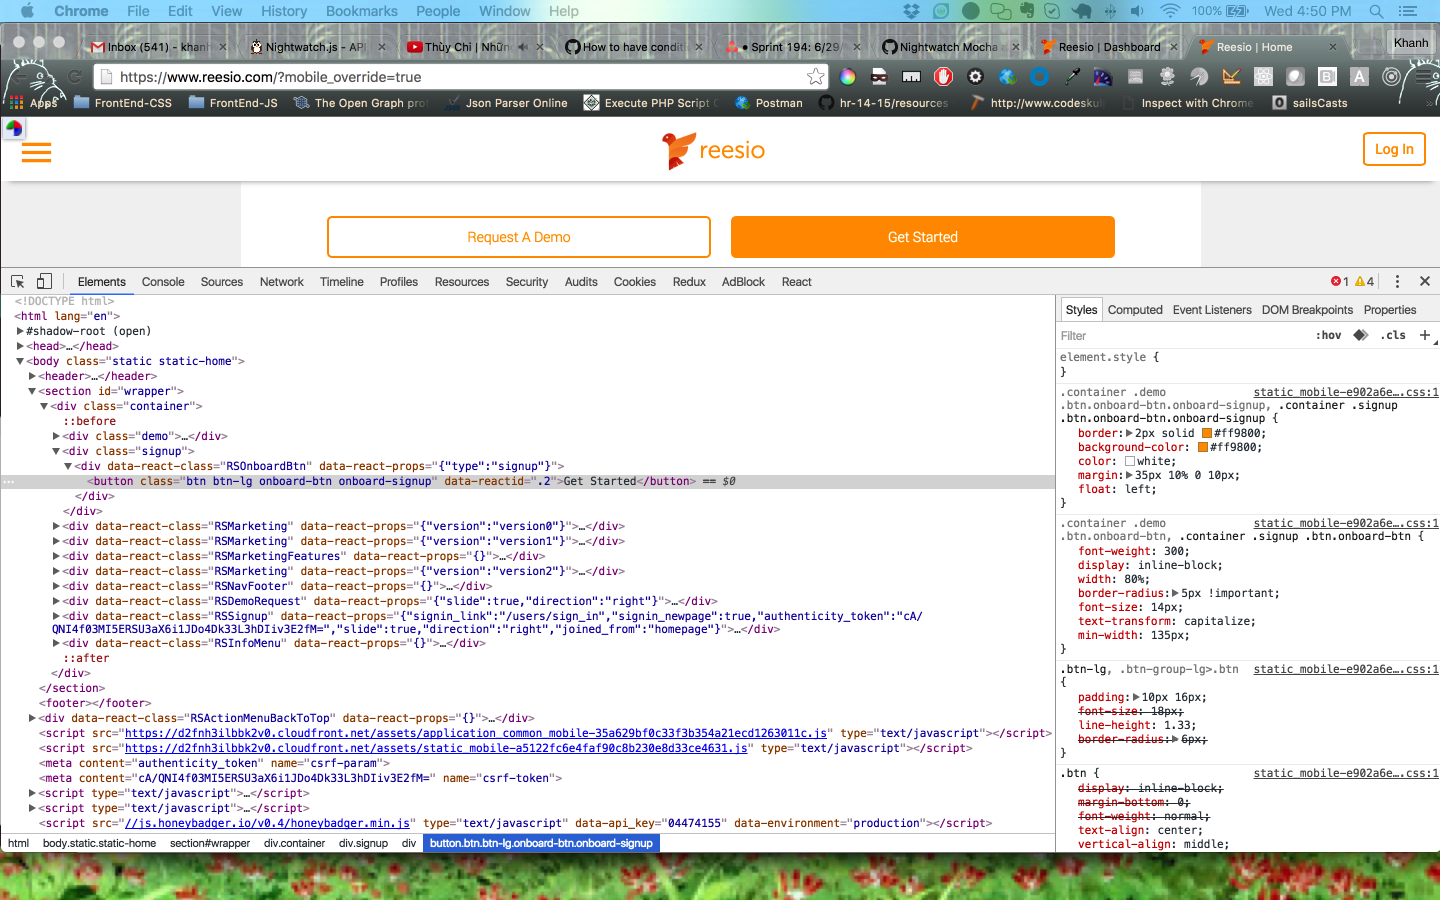 Chrome File Edit View History Bookmarks People Window Help 100% Wed 4:50 PM
Inbox (541) - khanh Nightwatch.js - API Thùy Chi | Nhữn How to have conditi Sprint 194: 6/29/ Nightwatch Mocha Reesio | Dashboard Reesio | Home Khanh
https://www.reesio.com/?mobile_override=true
Apps FrontEnd-CSS FrontEnd-JS The Open Graph pro Json Parser Online Execute PHP Script Postman hr-14-15/resources http://www.codesku Inspect with Chrome sailsCasts
reesio
Log In
Request A Demo Get Started
Elements Console Sources Network Timeline Profiles Resources Security Audits Cookies Redux AdBlock React 1 4
<!DOCTYPE html>
<html lang="en">
#shadow-root (open)
<head>…</head>
<body class="static static-home">
<header>…</header>
<section id="wrapper">
<div class="container">
::before
<div class="demo">…</div>
<div class="signup">
<div data-react-class="RSOnboardBtn" data-react-props="{"type":"signup"}">
<button class="btn btn-lg onboard-btn onboard-signup" data-reactid=".2">Get Started</button> == $0
</div>
</div>
<div data-react-class="RSMarketing" data-react-props="{"version":"version0"}">…</div>
<div data-react-class="RSMarketing" data-react-props="{"version":"version1"}">…</div>
<div data-react-class="RSMarketingFeatures" data-react-props="{}">…</div>
<div data-react-class="RSMarketing" data-react-props="{"version":"version2"}">…</div>
<div data-react-class="RSNavFooter" data-react-props="{}">…</div>
<div data-react-class="RSDemoRequest" data-react-props="{"slide":true,"direction":"right"}">…</div>
<div data-react-class="RSSignup" data-react-props="{"signin_link":"/users/sign_in","signin_newpage":true,"authenticity_token":"cA/
QNI4f03MI5ERSU3aX6i1JDo4Dk33L3hDIiv3E2fM=","slide":true,"direction":"right","joined_from":"homepage"}">…</div>
<div data-react-class="RSInfoMenu" data-react-props="{}">…</div>
::after
</div>
</section>
<footer></footer>
<div data-react-class="RSActionMenuBackToTop" data-react-props="{}">…</div>
<script src="https://d2fnh3ilbbk2v0.cloudfront.net/assets/application_common_mobile-35a629bf0c33f3b354a21ecd1263011c.js" type="text/javascript"></script>
<script src="https://d2fnh3ilbbk2v0.cloudfront.net/assets/static_mobile-a5122fc6e4faf90c8b230e8d33ce4631.js" type="text/javascript"></script>
<meta content="authenticity_token" name="csrf-param">
<meta content="cA/QNI4f03MI5ERSU3aX6i1JDo4Dk33L3hDIiv3E2fM=" name="csrf-token">
<script type="text/javascript">…</script>
<script type="text/javascript">…</script>
<script src="//js.honeybadger.io/v0.4/honeybadger.min.js" type="text/javascript" data-api_key="04474155" data-environment="production"></script>
html body.static.static-home section#wrapper div.container div.signup div button.btn.btn-lg.onboard-btn.onboard-signup
Styles Computed Event Listeners DOM Breakpoints Properties
Filter :hov .cls +
element.style {
}
.container .demo static_mobile-e902a6e….css:1
.btn.onboard-btn.onboard-signup, .container .signup
.btn.onboard-btn.onboard-signup {
border: 2px solid #ff9800;
background-color: #ff9800;
color: white;
margin: 35px 10% 0 10px;
float: left;
}
.container .demo static_mobile-e902a6e….css:1
.btn.onboard-btn, .container .signup .btn.onboard-btn {
font-weight: 300;
display: inline-block;
width: 80%;
border-radius: 5px !important;
font-size: 14px;
text-transform: capitalize;
min-width: 135px;
}
.btn-lg, .btn-group-lg>.btn static_mobile-e902a6e….css:1
{
padding: 10px 16px;
font-size: 18px;
line-height: 1.33;
border-radius: 6px;
}
.btn { static_mobile-e902a6e….css:1
display: inline-block;
margin-bottom: 0;
font-weight: normal;
text-align: center;
vertical-align: middle;